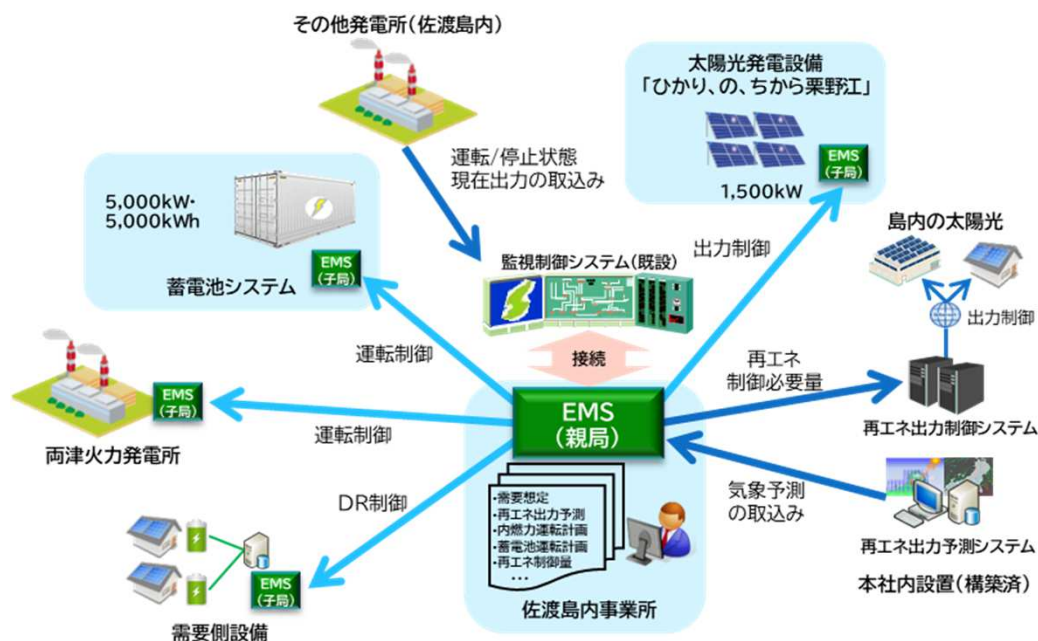 その他発電所(佐渡島内)
太陽光発電設備
「ひかり、の、ちから栗野江」
EMS
(子局)
1,500kW
運転/停止状態
現在出力の取込み
5,000kW・
5,000kWh
EMS
(子局)
蓄電池システム
監視制御システム(既設)
出力制御
島内の太陽光
出力制御
運転制御
接続
再エネ
制御必要量
再エネ出力制御システム
EMS
(子局)
両津火力発電所
運転制御
EMS
(親局)
DR制御
気象予測
の取込み
再エネ出力予測システム
本社内設置(構築済)
・需要想定
・再エネ出力予測
・内燃力運転計画
・蓄電池運転計画
・再エネ制御量
…
佐渡島内事業所
EMS
(子局)
需要側設備